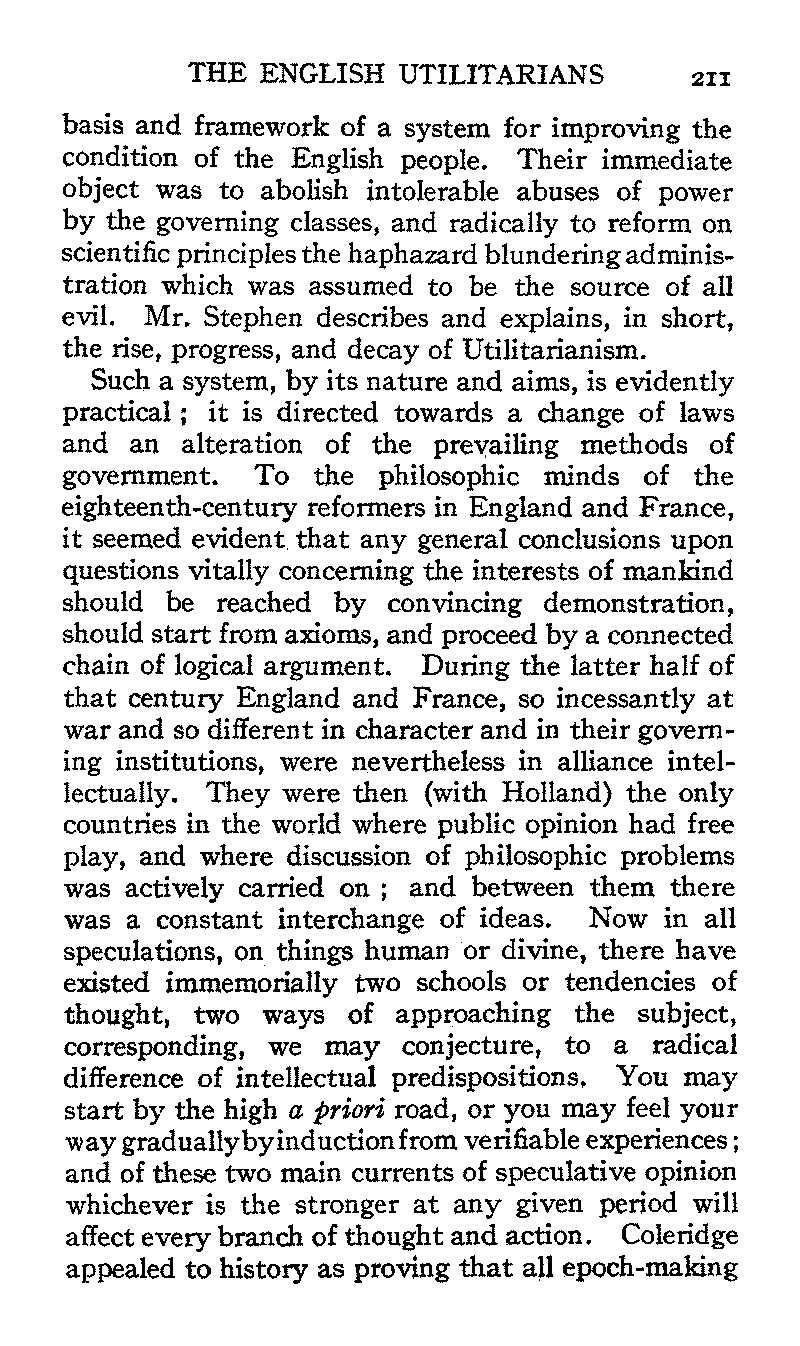 THE ENGLISH UTILITARIANS 211
basis and framework of a system for improving the
condition of the English people. Their immediate
object was to abolish intolerable abuses of power
by the governing classes, and radically to reform on
scientific principles the haphazard blundering adminis-
tration which was assumed to be the source of all
evil. Mr. Stephen describes and explains, in short,
the rise, progress, and decay of Utilitarianism.
Such a system, by its nature and aims, is evidently
practical ; it is directed towards a change of laws
and an alteration of the prevailing methods of
government. To the philosophic minds of the
eighteenth-century reformers in England and France,
it seemed evident that any general conclusions upon
questions vitally concerning the interests of mankind
should be reached by convincing demonstration,
should start from axioms, and proceed by a connected
chain of logical argument. During the latter half of
that century England and France, so incessantly at
war and so different in character and in their govern-
ing institutions, were nevertheless in alliance intel-
lectually. They were then (with Holland) the only
countries in the world where public opinion had free
play, and where discussion of philosophic problems
was actively carried on ; and between them there
was a constant interchange of ideas. Now in all
speculations, on things human or divine, there have
existed immemorially two schools or tendencies of
thought, two ways of approaching the subject,
corresponding, we may conjecture, to a radical
difference of intellectual predispositions. You may
start by the high a priori road, or you may feel your
way gradually by induction from verifiable experiences ;
and of these two main currents of speculative opinion
whichever is the stronger at any given period will
affect every branch of thought and action. Coleridge
appealed to history as proving that all epoch-making